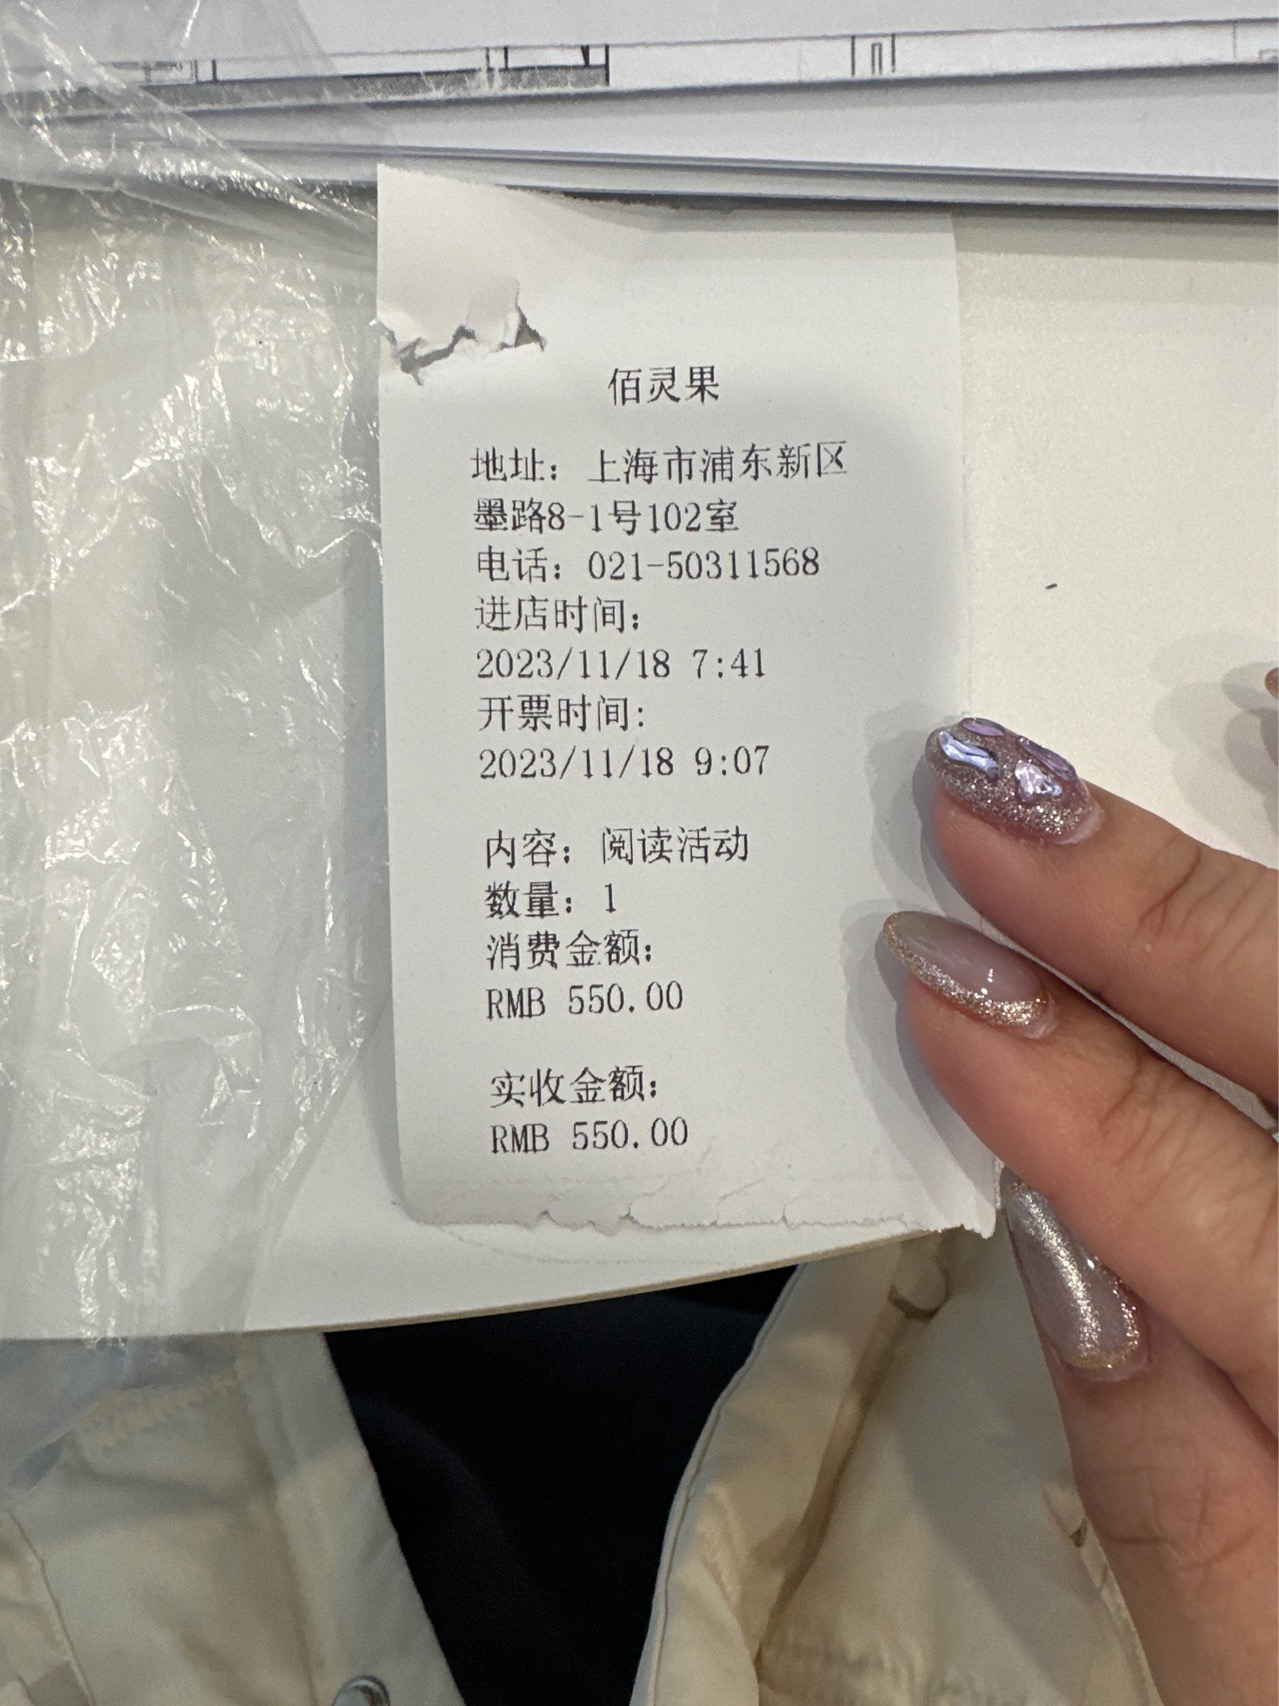 佰灵果
地址：上海市浦东新区
墨路8-1号102室
电话：021-50311568
进店时间：
2023/11/18 7:41
开票时间:
2023/11/18 9:07
内容：阅读活动
数量：1
消费金额：
RMB 550.00
实收金额：
RMB 550.00